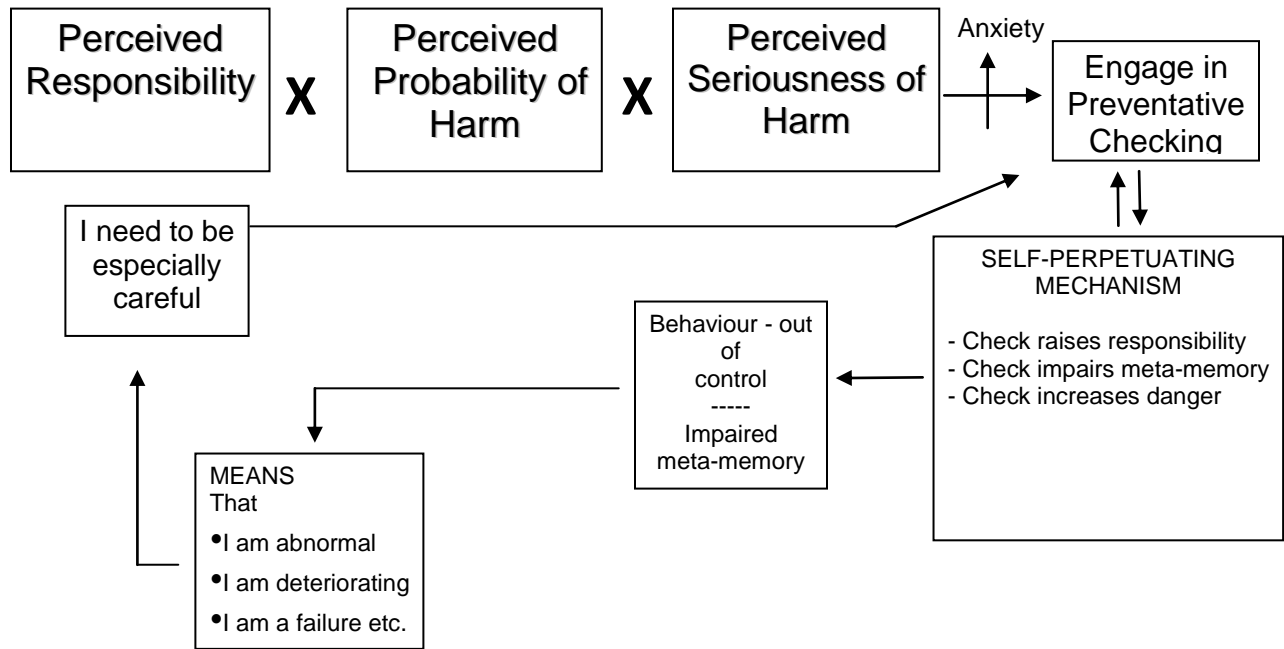 Perceived
Responsibility
X
Perceived
Probability of
Harm
X
Perceived
Seriousness of
Harm
Anxiety
Engage in
Preventative
Checking
I need to be
especially
careful
SELF-PERPETUATING
MECHANISM
- Check raises responsibility
- Check impairs meta-memory
- Check increases danger
Behaviour - out
of
control
-----
Impaired
meta-memory
MEANS
That
•I am abnormal
•I am deteriorating
•I am a failure etc.